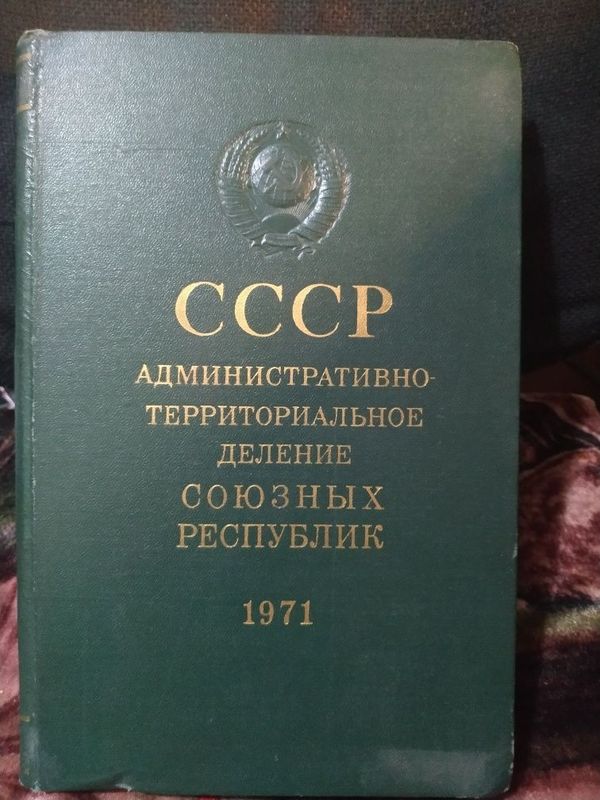 СССР
АДМИНИСТРАТИВНО-
ТЕРРИТОРИАЛЬНОЕ
ДЕЛЕНИЕ
СОЮЗНЫХ
РЕСПУБЛИК
1971